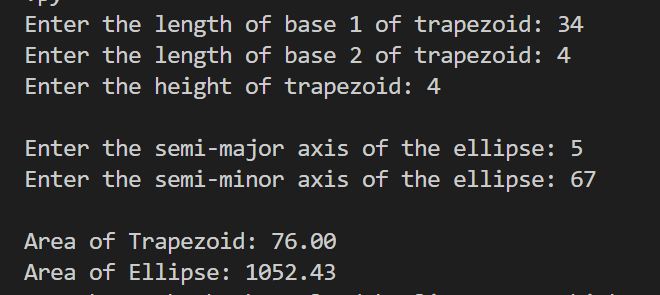 Enter the length of base 1 of trapezoid: 34
Enter the length of base 2 of trapezoid: 4
Enter the height of trapezoid: 4
Enter the semi-major axis of the ellipse: 5
Enter the semi-minor axis of the ellipse: 67
Area of Trapezoid: 76.00
Area of Ellipse: 1052.43